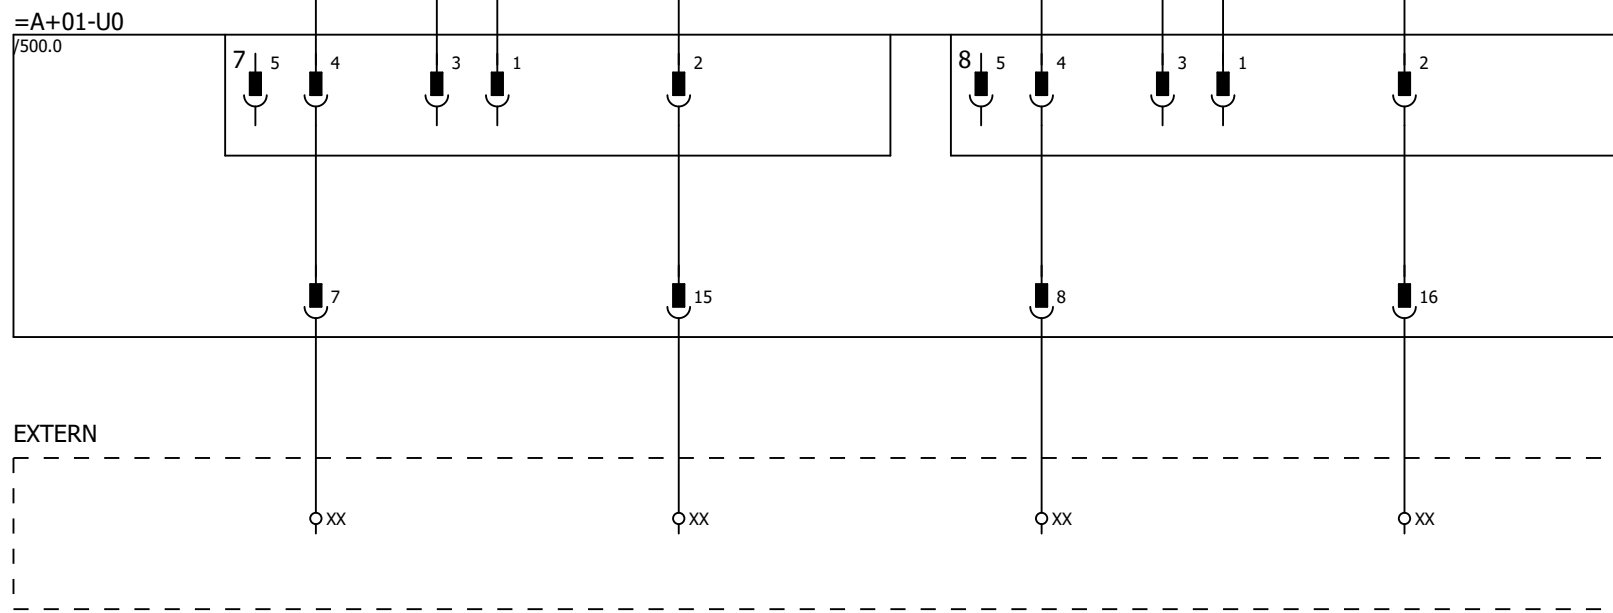 =A+01-U0
/500.0
7 5 4 3 1 2 8 5 4 3 1 2
7 15 8 16
EXTERN
XX XX XX XX